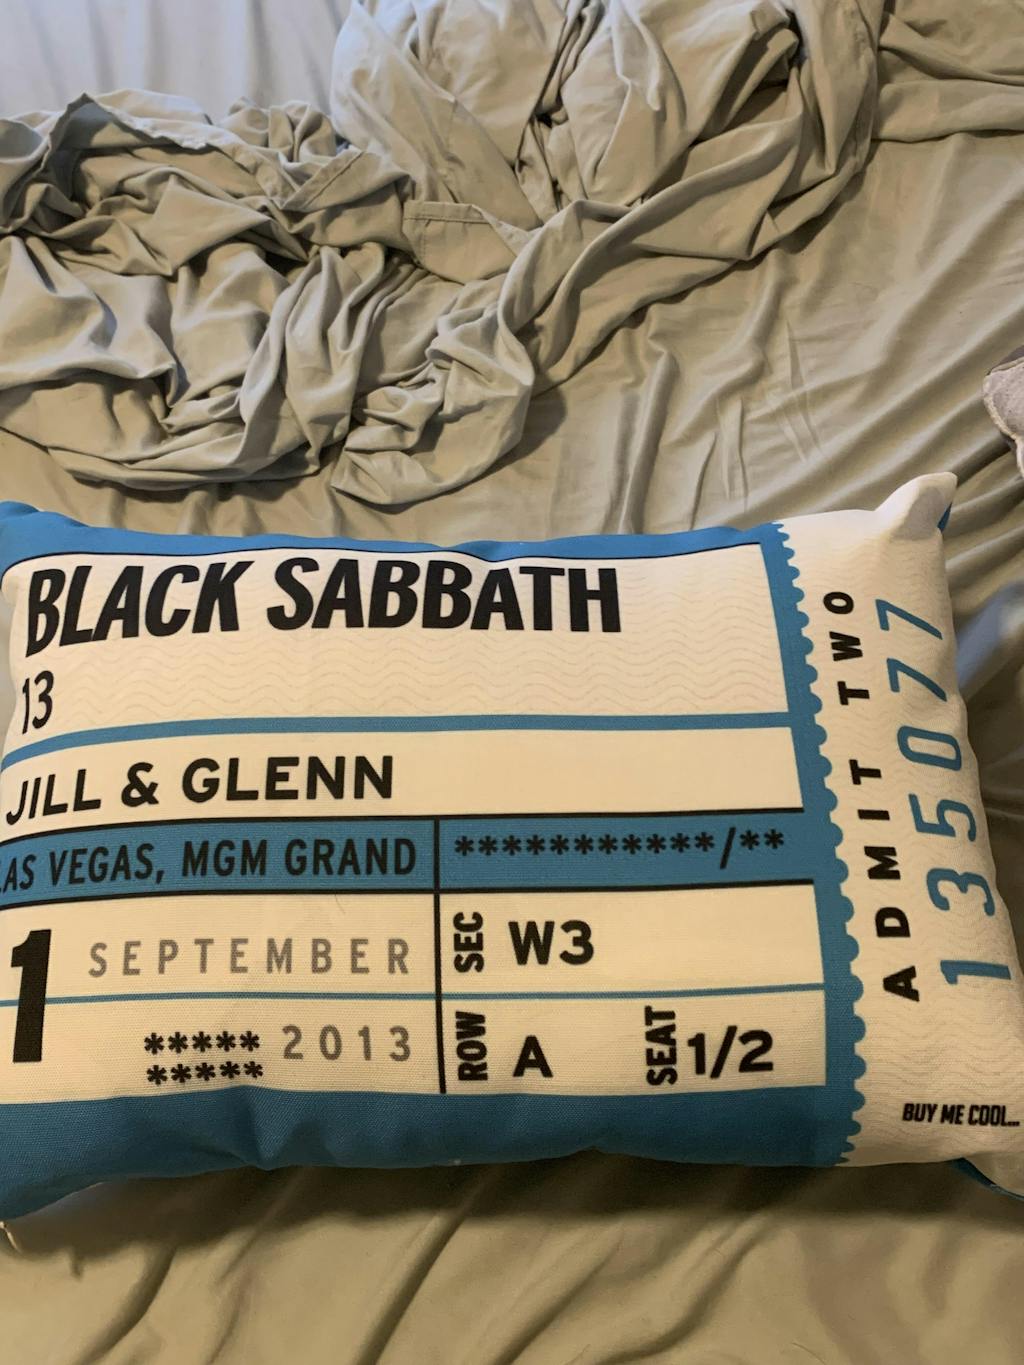 BLACK SABBATH
13
JILL & GLENN
LAS VEGAS, MGM GRAND
***********/**
1 SEPTEMBER
***** 2013
*****
SEC W3
ROW A
SEAT 1/2
ADMIT TWO
135077
BUY ME COOL...